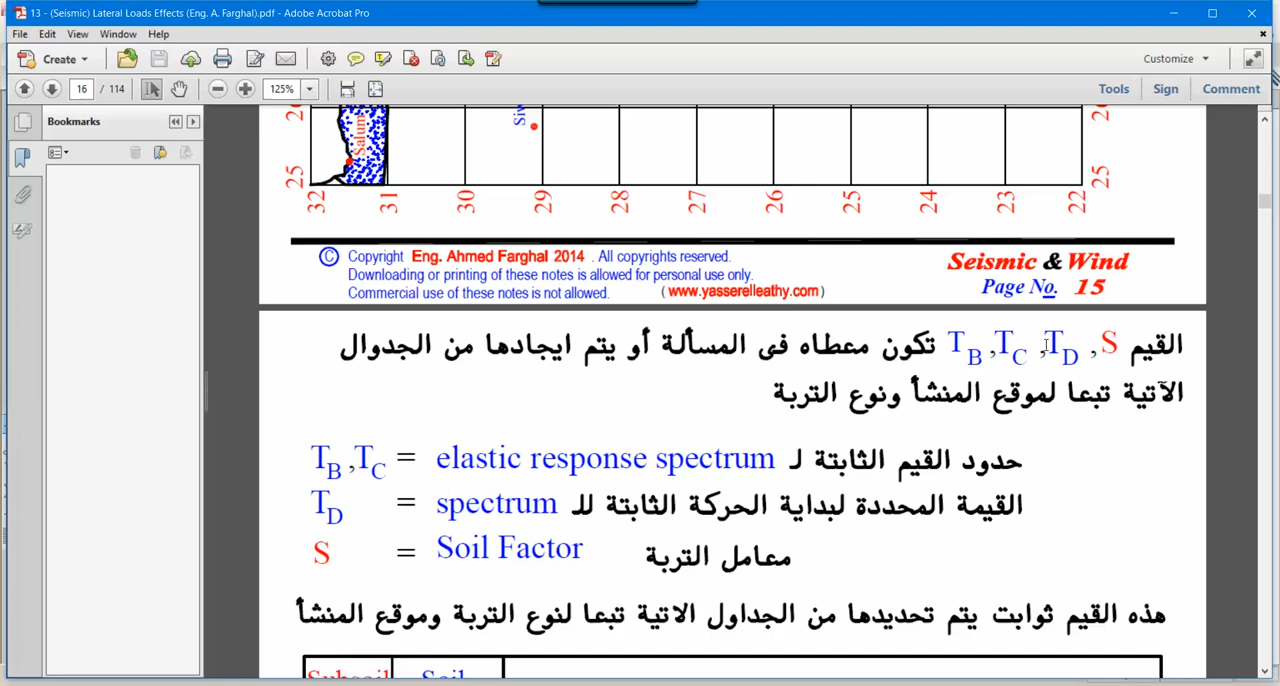 13 - (Seismic) Lateral Loads Effects (Eng. A. Farghal).pdf - Adobe Acrobat Pro
File Edit View Window Help
Create Customize
16 / 114 125% Tools Sign Comment
Bookmarks
20 Salum Siv 20
25 25
32 31 30 29 28 27 26 25 24 23 22
© Copyright Eng. Ahmed Farghal 2014 . All copyrights reserved.
Downloading or printing of these notes is allowed for personal use only.
Commercial use of these notes is not allowed. ( www.yasserelleathy.com )
Seismic & Wind
Page No. 15
القيم S , TD , TC , TB تكون معطاه فى المسألة أو يتم ايجادها من الجدوال
الآتية تبعا لموقع المنشأ ونوع التربة
TB ,TC = elastic response spectrum حدود القيم الثابتة لـ
TD = spectrum القيمة المحددة لبداية الحركة الثابتة للـ
S = Soil Factor معامل التربة
هذه القيم ثوابت يتم تحديدها من الجداول الاتية تبعا لنوع التربة وموقع المنشأ
Subsoil Soil